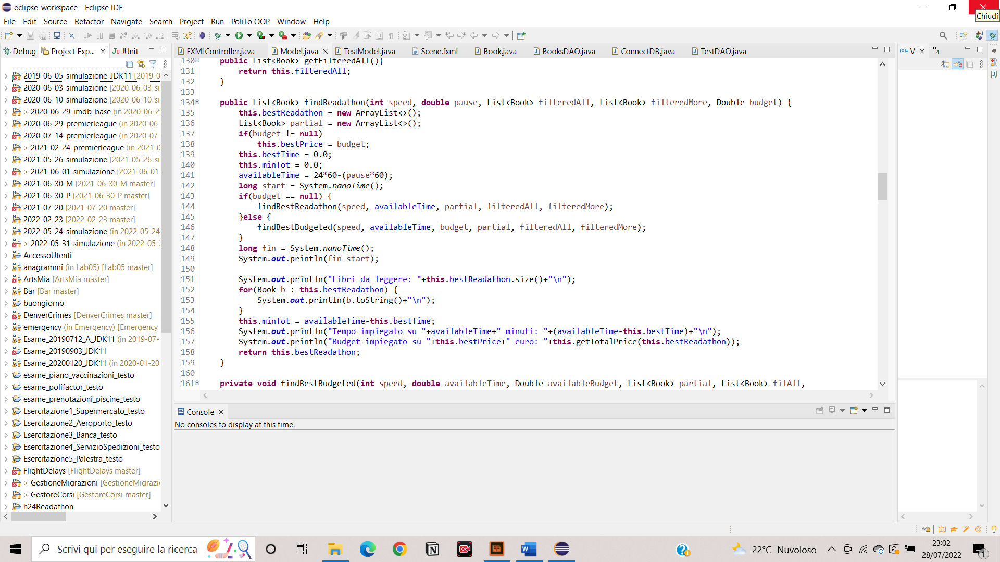 eclipse-workspace - Eclipse IDE
Chiudi
File Edit Source Refactor Navigate Search Project Run PoliTo OOP Window Help
Debug Project Exp... JUnit
FXMLController.java Model.java TestModel.java Scene.fxml Book.java BooksDAO.java ConnectDB.java TestDAO.java
(x)= V
»4
2019-06-05-simulazione-JDK11 [2019-0
2020-06-03-simulazione [2020-06-03-si
2020-06-10-simulazione [2020-06-10-si
> 2020-06-29-imdb-base (in 2020-06-29
2020-06-29-premierleague (in 2020-06-
2020-07-14-premierleague (in 2020-07-
> 2021-02-24-premierleague (in 2021-0
2021-05-26-simulazione [2021-05-26-si
> 2021-06-01-simulazione [2021-06-01-
2021-06-30-M [2021-06-30-M master]
2021-06-30-P [2021-06-30-P master]
2021-07-20 [2021-07-20 master]
2022-02-23 [2022-02-23 master]
2022-05-24-simulazione (in 2022-05-24
> 2022-05-31-simulazione (in 2022-05-3
AccessoUtenti
anagrammi (in Lab05) [Lab05 master]
ArtsMia [ArtsMia master]
Bar [Bar master]
buongiorno
DenverCrimes [DenverCrimes master]
emergency (in Emergency) [Emergency
Esame_20190712_A_JDK11 (in 2019-07-
Esame_20190903_JDK11
Esame_20200120_JDK11 (in 2020-01-20-
esame_piano_vaccinazioni_testo
esame_polifactor_testo
esame_prenotazioni_piscine_testo
Esercitazione1_Supermercato_testo
Esercitazione2_Aeroporto_testo
Esercitazione3_Banca_testo
Esercitazione4_ServizioSpedizioni_testo
Esercitazione5_Palestra_testo
FlightDelays [FlightDelays master]
> GestioneMigrazioni [GestioneMigrazio
> GestoreCorsi [GestoreCorsi master]
h24Readathon
130 public List<Book> getFilteredAll(){
131 return this.filteredAll;
132 }
133
134 public List<Book> findReadathon(int speed, double pause, List<Book> filteredAll, List<Book> filteredMore, Double budget) {
135 this.bestReadathon = new ArrayList<>();
136 List<Book> partial = new ArrayList<>();
137 if(budget != null)
138 this.bestPrice = budget;
139 this.bestTime = 0.0;
140 this.minTot = 0.0;
141 availableTime = 24*60-(pause*60);
142 long start = System.nanoTime();
143 if(budget == null) {
144 findBestReadathon(speed, availableTime, partial, filteredAll, filteredMore);
145 }else {
146 findBestBudgeted(speed, availableTime, budget, partial, filteredAll, filteredMore);
147 }
148 long fin = System.nanoTime();
149 System.out.println(fin-start);
150
151 System.out.println("Libri da leggere: "+this.bestReadathon.size()+"\n");
152 for(Book b : this.bestReadathon) {
153 System.out.println(b.toString()+"\n");
154 }
155 this.minTot = availableTime-this.bestTime;
156 System.out.println("Tempo impiegato su "+availableTime+" minuti: "+(availableTime-this.bestTime)+"\n");
157 System.out.println("Budget impiegato su "+this.bestPrice+" euro: "+this.getTotalPrice(this.bestReadathon));
158 return this.bestReadathon;
159 }
160
161 private void findBestBudgeted(int speed, double availableTime, Double availableBudget, List<Book> partial, List<Book> filAll,
Console
No consoles to display at this time.
Scrivi qui per eseguire la ricerca
22°C Nuvoloso
23:02
28/07/2022
1